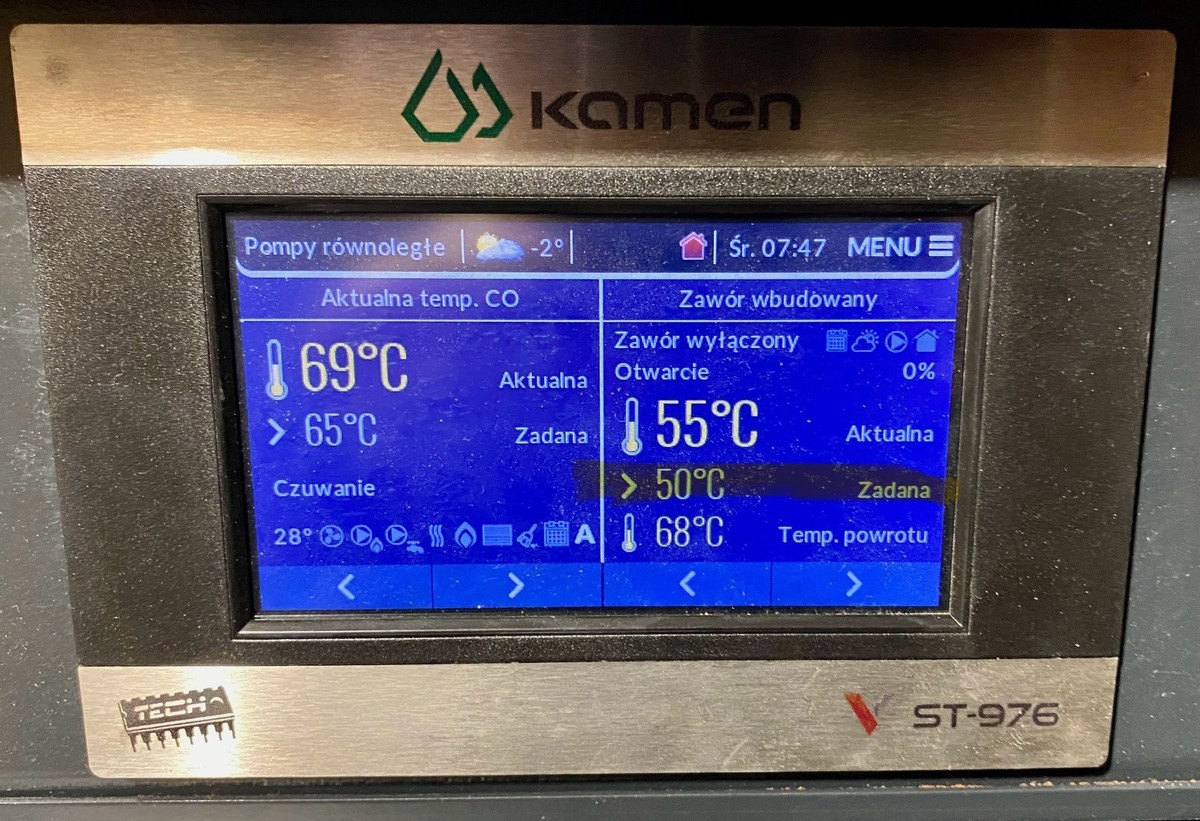 kamen
Pompy równoległe -2° Śr. 07:47 MENU
Aktualna temp. CO
69°C Aktualna
65°C Zadana
Czuwanie
28° A
Zawór wbudowany
Zawór wyłączony
Otwarcie 0%
55°C Aktualna
50°C Zadana
68°C Temp. powrotu
TECH
ST-976